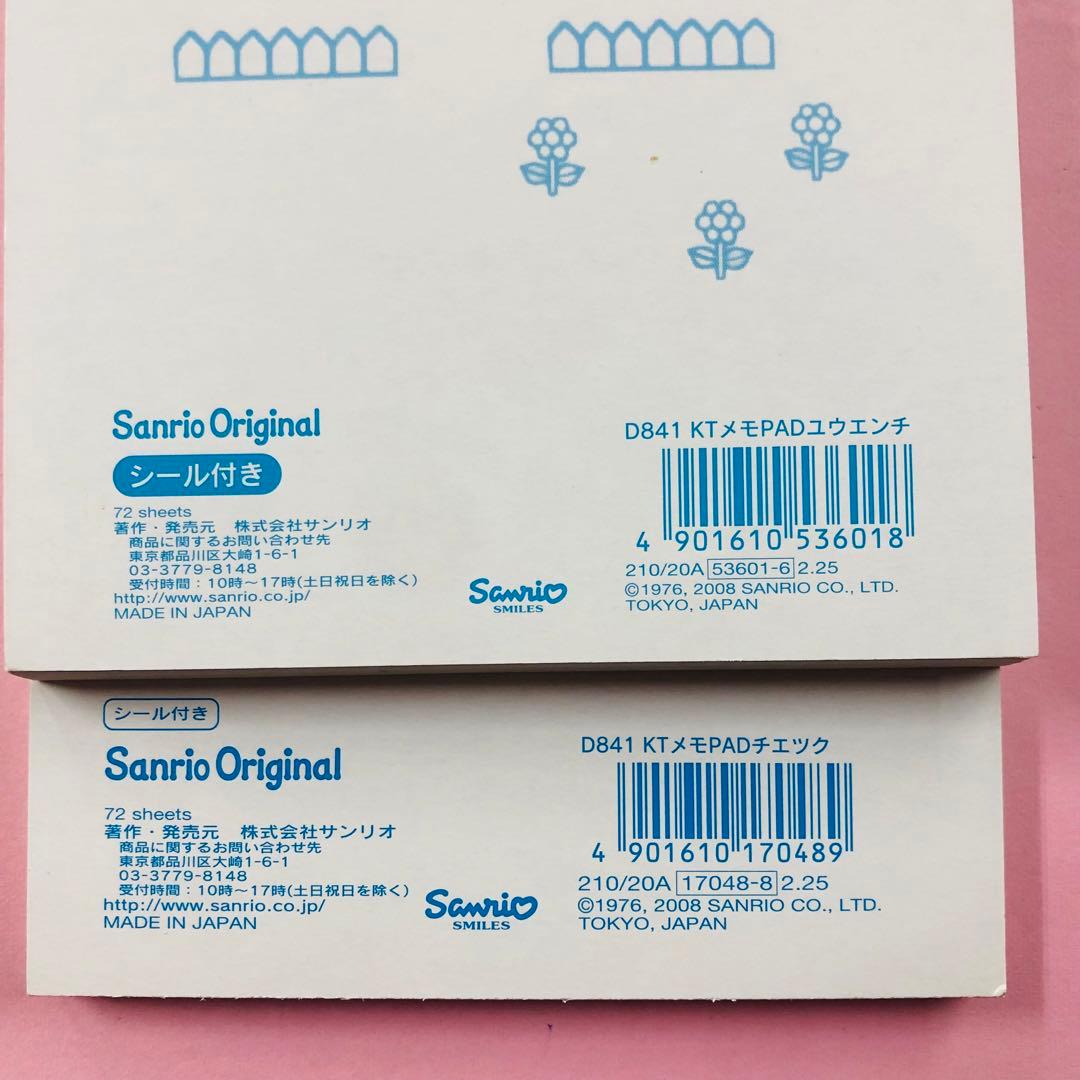 Sanrio Original
シール付き
72 sheets
著作・発売元 株式会社サンリオ
商品に関するお問い合わせ先
東京都品川区大崎1-6-1
03-3779-8148
受付時間:10時〜17時(土日祝日を除く)
http://www.sanrio.co.jp/
MADE IN JAPAN
Sanrio
SMILES
D841 KTメモPADユウエンチ
4 901610 536018
210/20A 53601-6 2.25
©1976, 2008 SANRIO CO., LTD.
TOKYO, JAPAN
シール付き
Sanrio Original
72 sheets
著作・発売元 株式会社サンリオ
商品に関するお問い合わせ先
東京都品川区大崎1-6-1
03-3779-8148
受付時間:10時〜17時(土日祝日を除く)
http://www.sanrio.co.jp/
MADE IN JAPAN
Sanrio
SMILES
D841 KTメモPADチエツク
4 901610 170489
210/20A 17048-8 2.25
©1976, 2008 SANRIO CO., LTD.
TOKYO, JAPAN